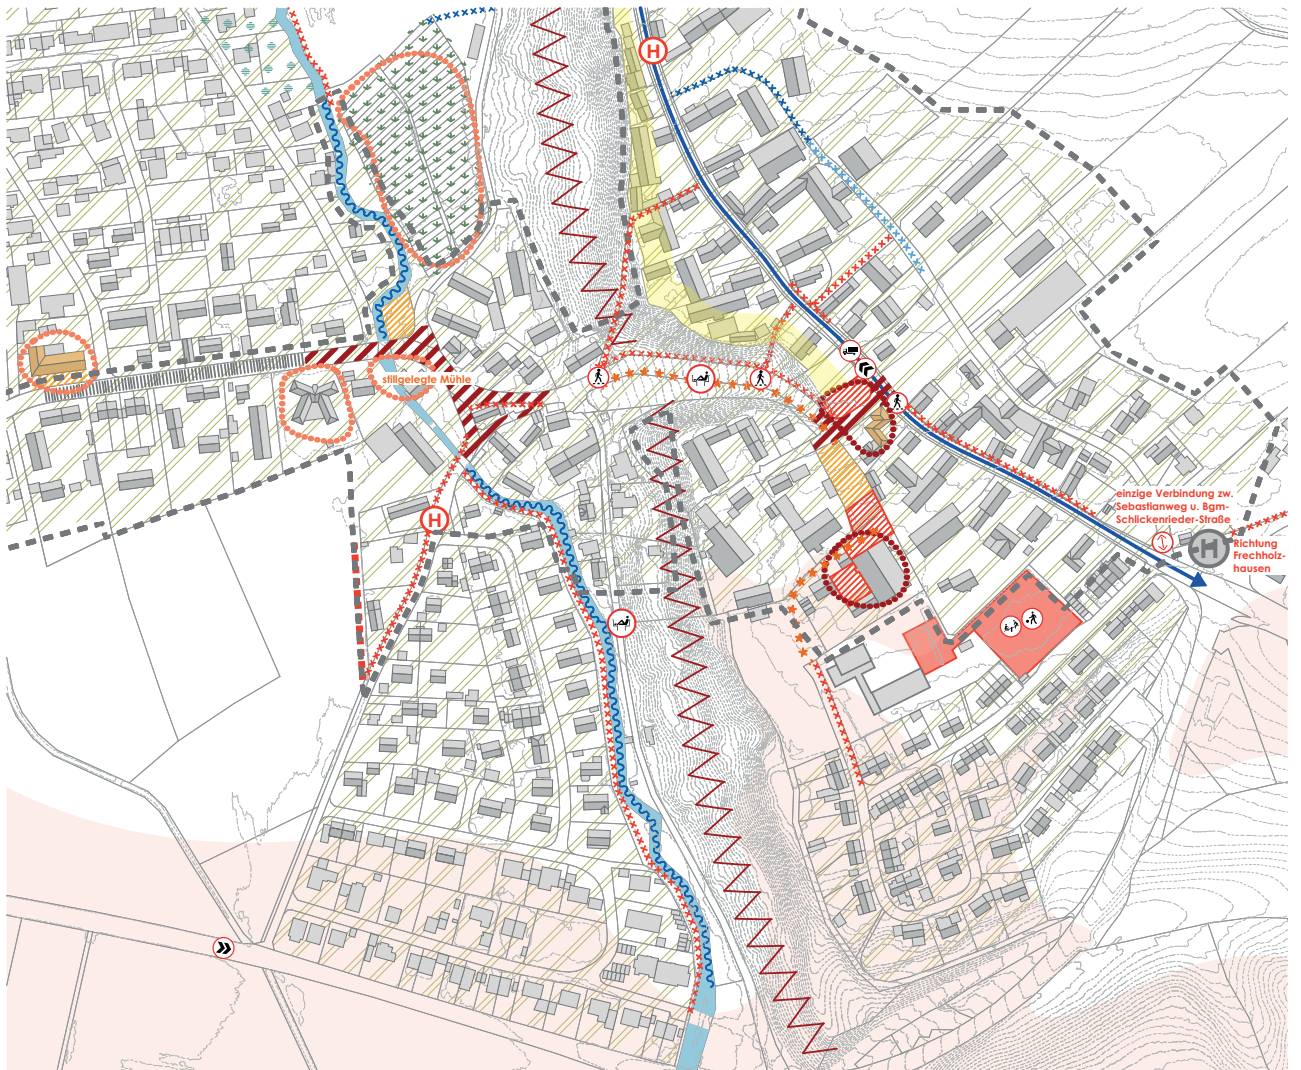 H
stillgelegte Mühle
H
einzige Verbindung zw.
Sebastianweg u. Bgm-
Schlickenrieder-Straße
H
Richtung
Frechholz-
hausen